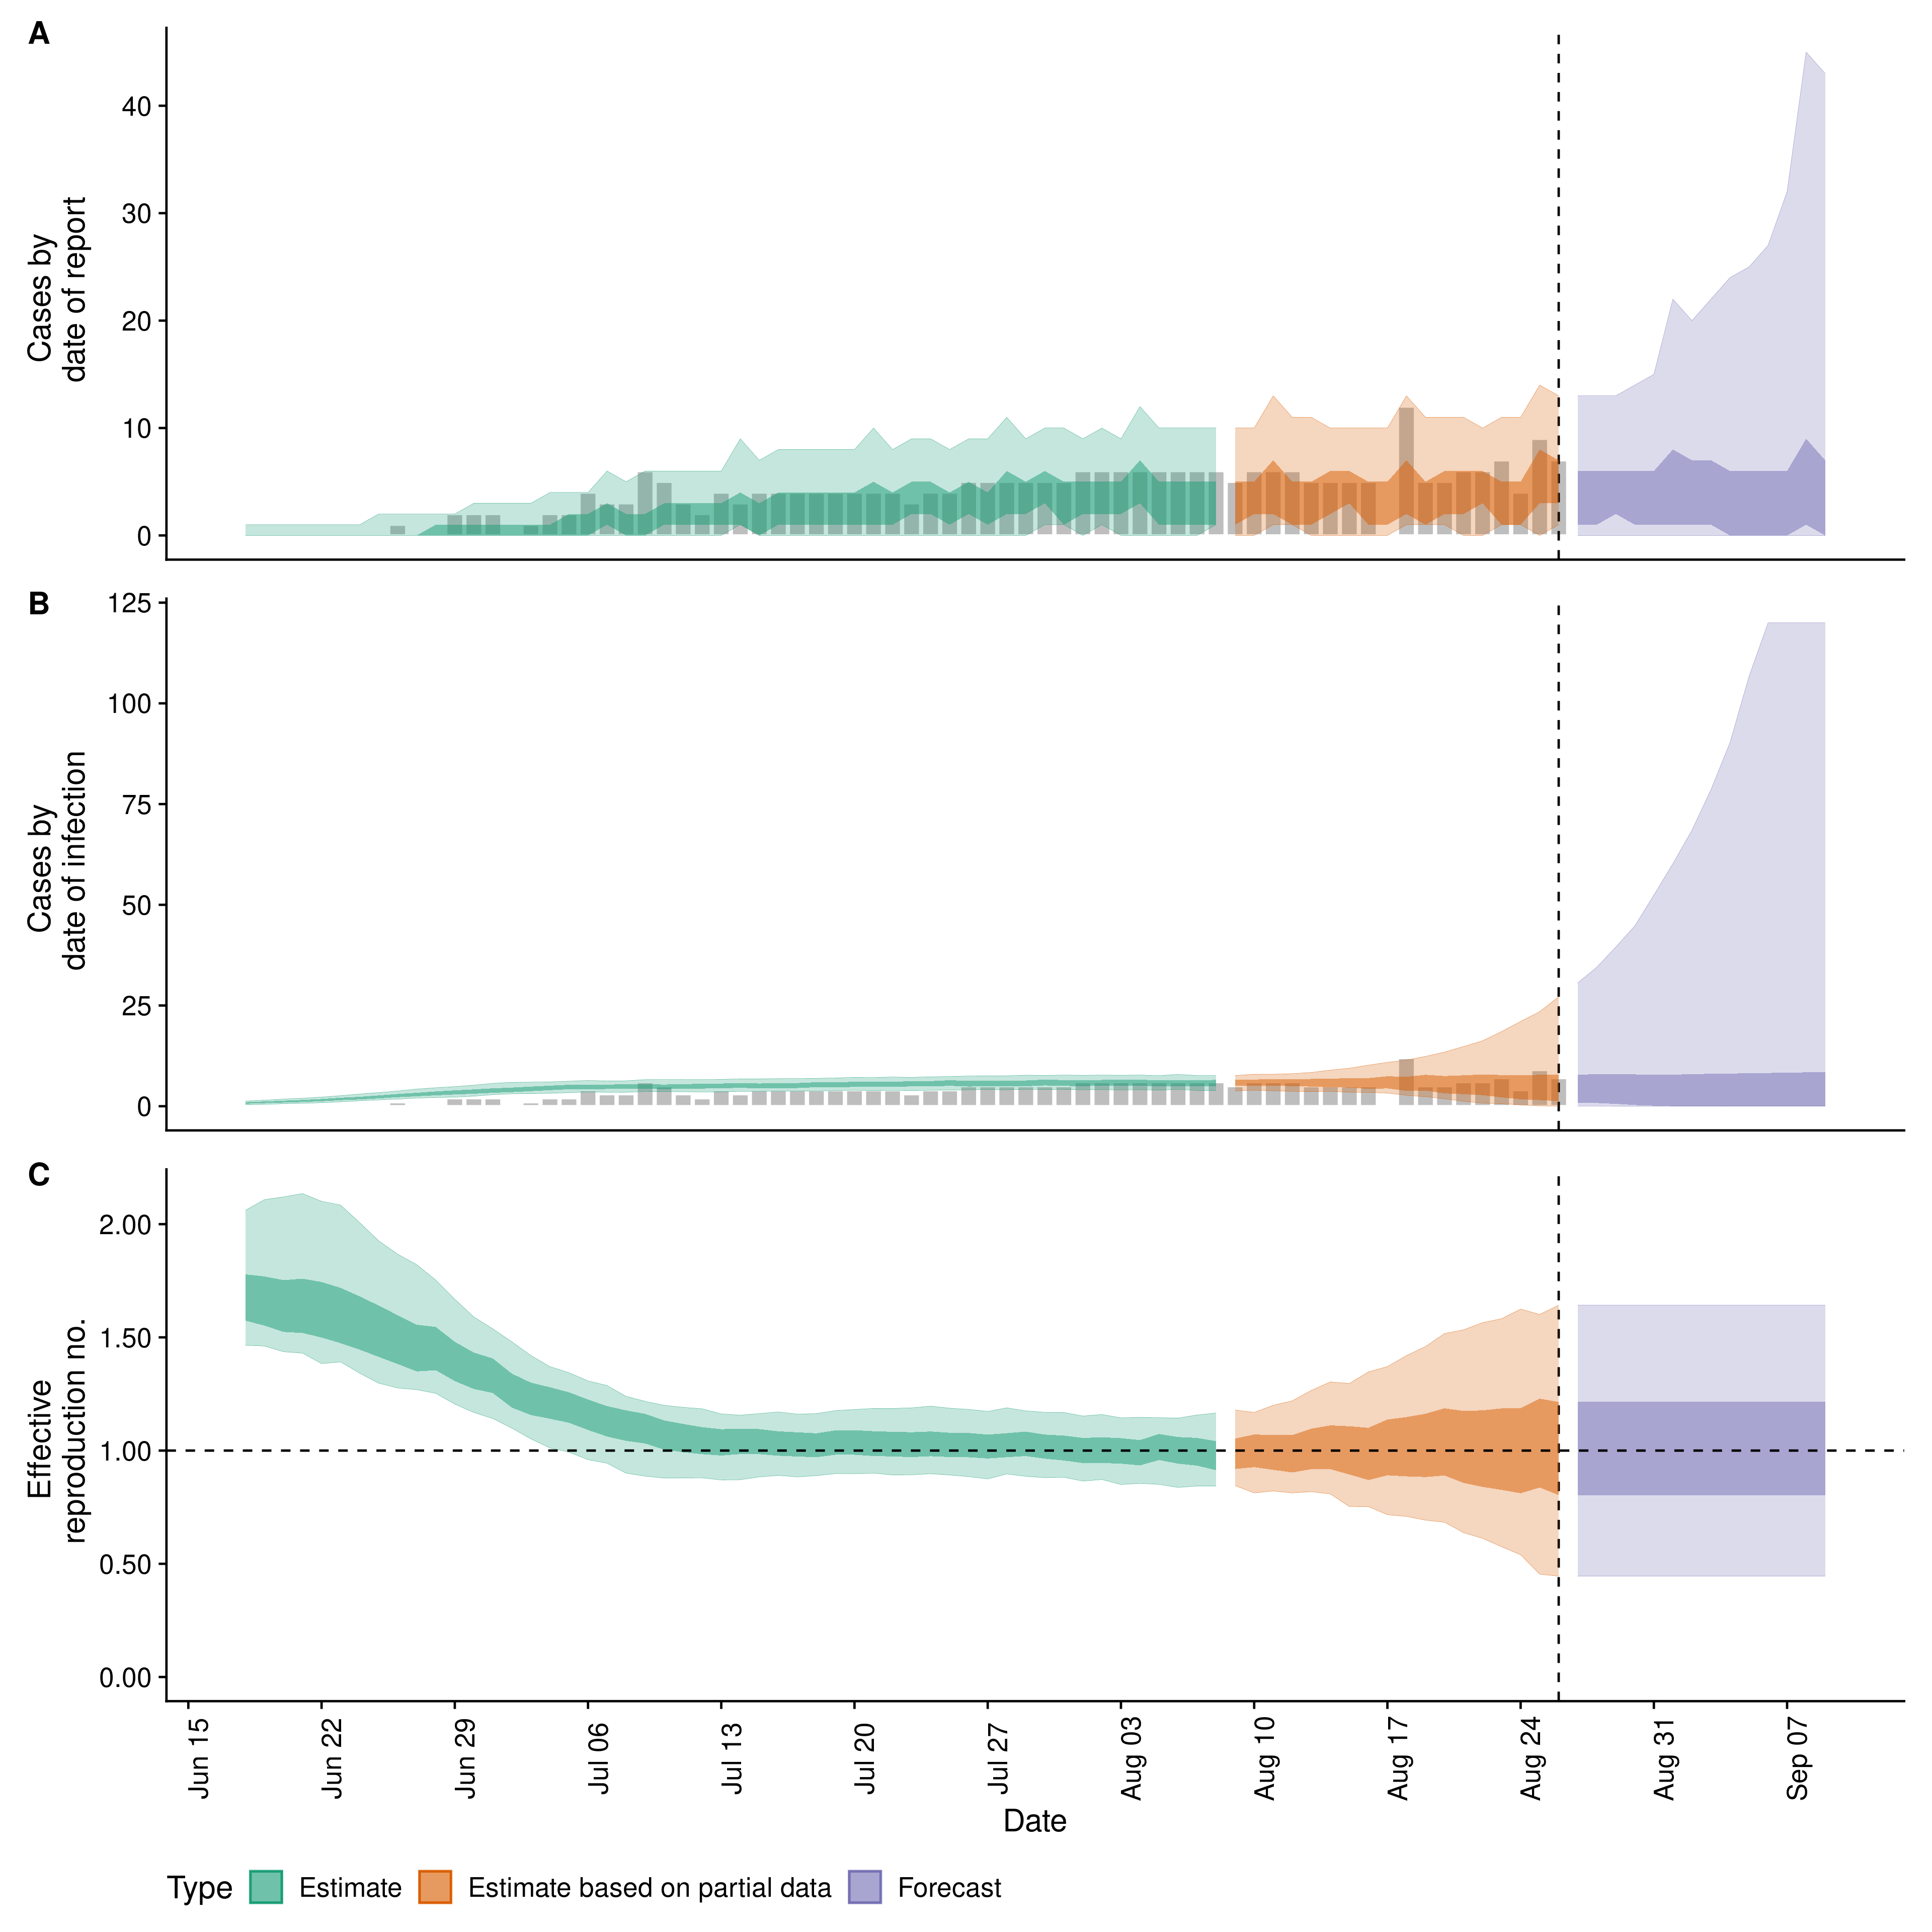 A
Cases by
date of report
40
30
20
10
0
B
Cases by
date of infection
125
100
75
50
25
0
C
Effective
reproduction no.
2.00
1.50
1.00
0.50
0.00
Jun 15
Jun 22
Jun 29
Jul 06
Jul 13
Jul 20
Jul 27
Aug 03
Aug 10
Aug 17
Aug 24
Aug 31
Sep 07
Date
Type Estimate Estimate based on partial data Forecast